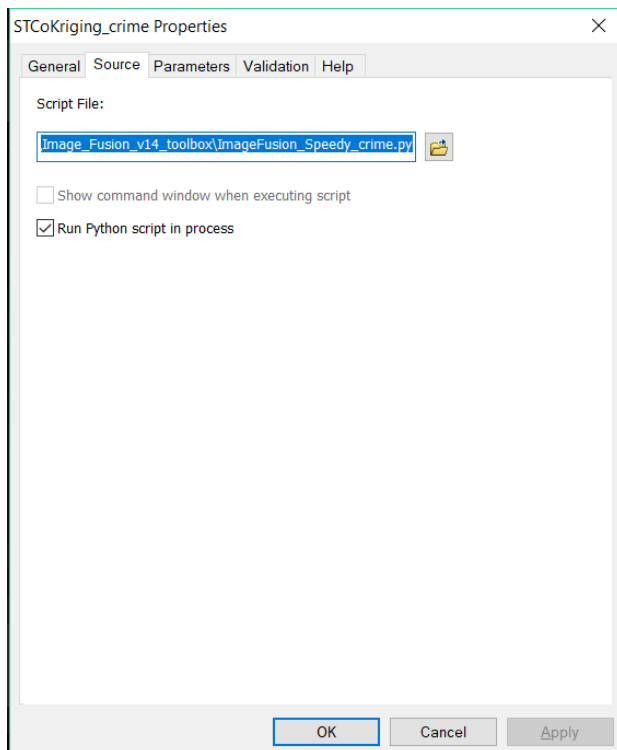 STCoKriging_crime Properties
General Source Parameters Validation Help
Script File:
Image_Fusion_v14_toolbox\ImageFusion_Speedy_crime.py
Show command window when executing script
Run Python script in process
OK Cancel Apply